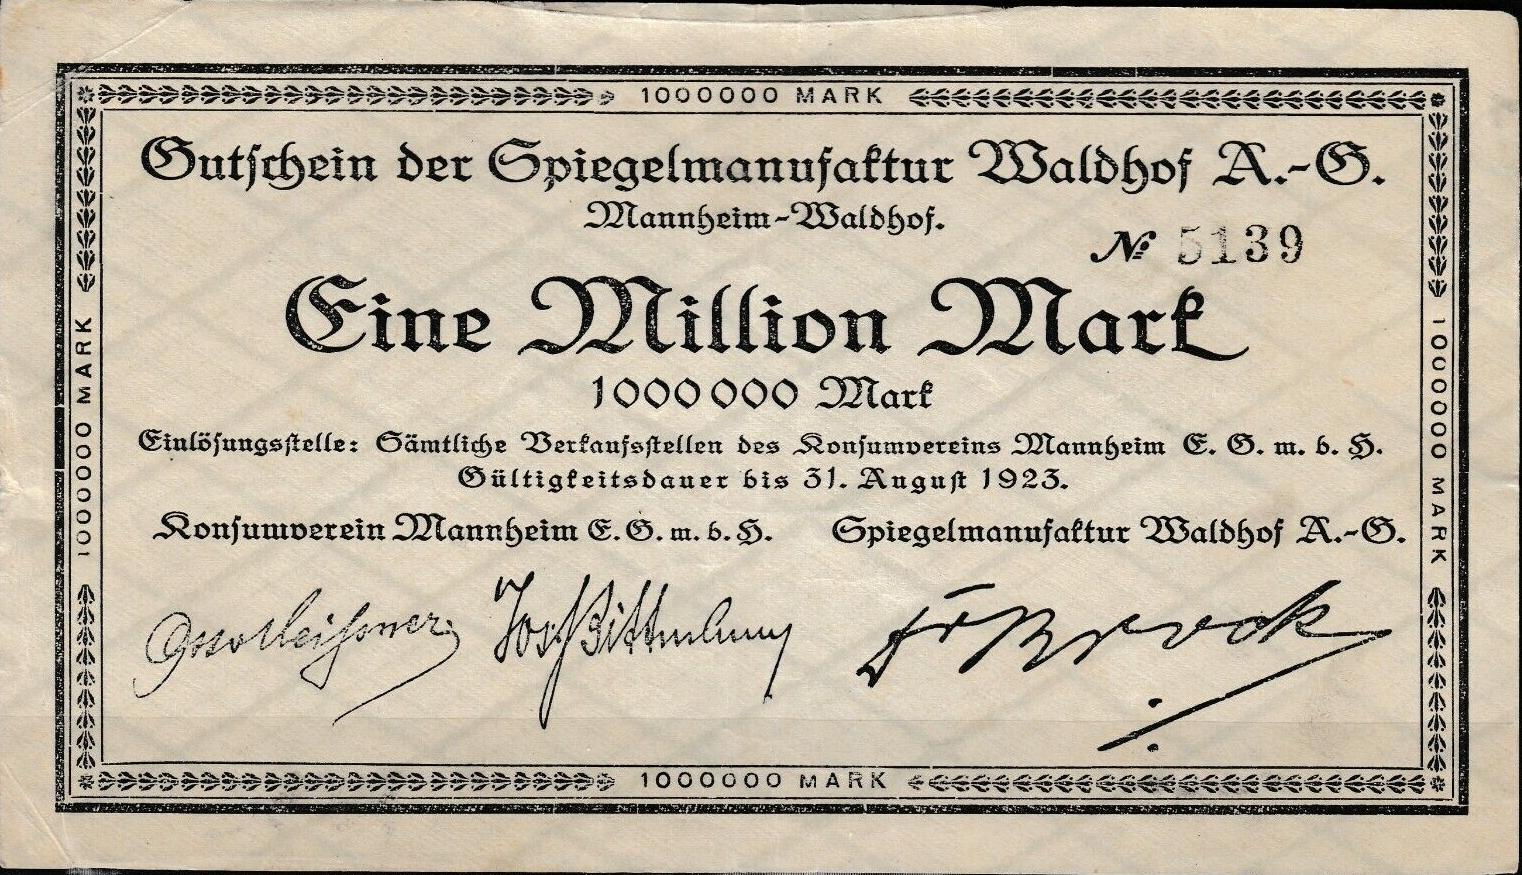 1000000 MARK
Gutschein der Spiegelmanufaktur Waldhof A.-G.
Mannheim-Waldhof.
№ 5139
Eine Million Mark
1000000 Mark
Einlösungsstelle: Sämtliche Verkaufsstellen des Konsumvereins Mannheim E. G. m. b. H.
Gültigkeitsdauer bis 31. August 1923.
Konsumverein Mannheim E. G. m. b. H. Spiegelmanufaktur Waldhof A.-G.
1000000 MARK
1000000 MARK
1000000 MARK